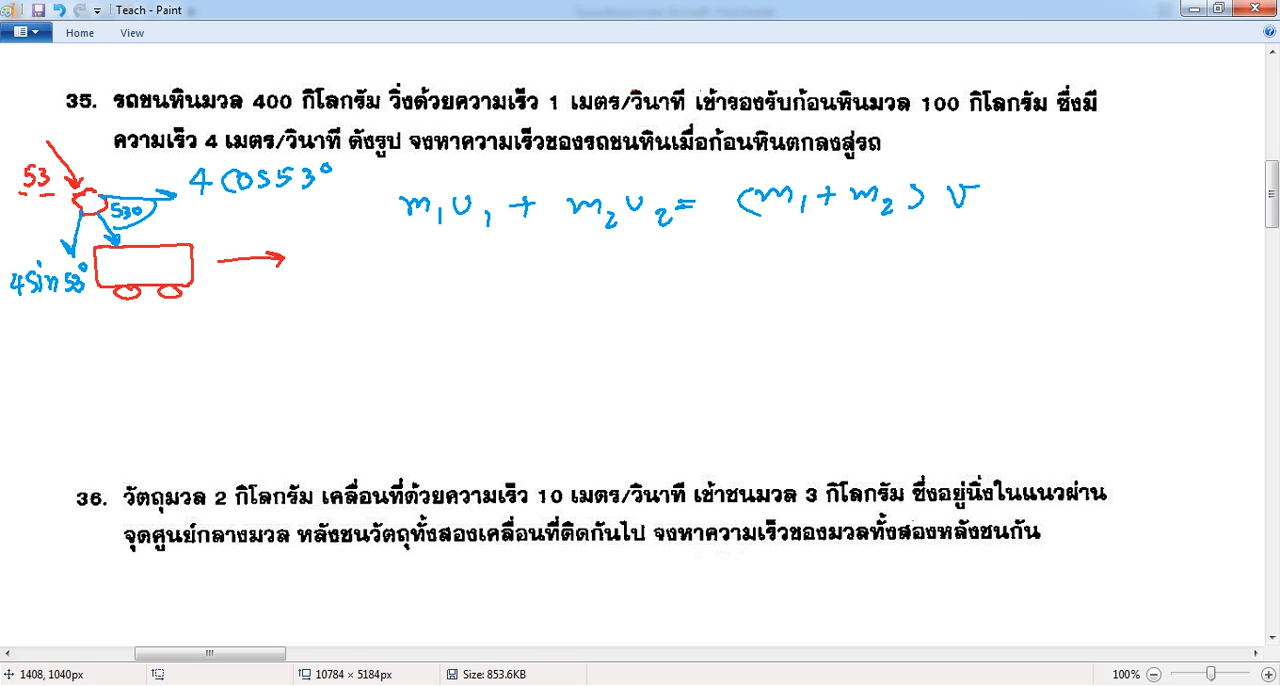 Teach - Paint
Home View
35. รถขนหินมวล 400 กิโลกรัม วิ่งด้วยความเร็ว 1 เมตร/วินาที เข้ารองรับก้อนหินมวล 100 กิโลกรัม ซึ่งมี
ความเร็ว 4 เมตร/วินาที ดังรูป จงหาความเร็วของรถขนหินเมื่อก้อนหินตกลงสู่รถ
53
4 cos 53°
53°
4 sin 53°
m₁u₁ + m₂u₂ = (m₁ + m₂) v
36. วัตถุมวล 2 กิโลกรัม เคลื่อนที่ด้วยความเร็ว 10 เมตร/วินาที เข้าชนมวล 3 กิโลกรัม ซึ่งอยู่นิ่งในแนวผ่าน
จุดศูนย์กลางมวล หลังชนวัตถุทั้งสองเคลื่อนที่ติดกันไป จงหาความเร็วของมวลทั้งสองหลังชนกัน
1408, 1040px 10784 × 5184px Size: 853.6KB 100%